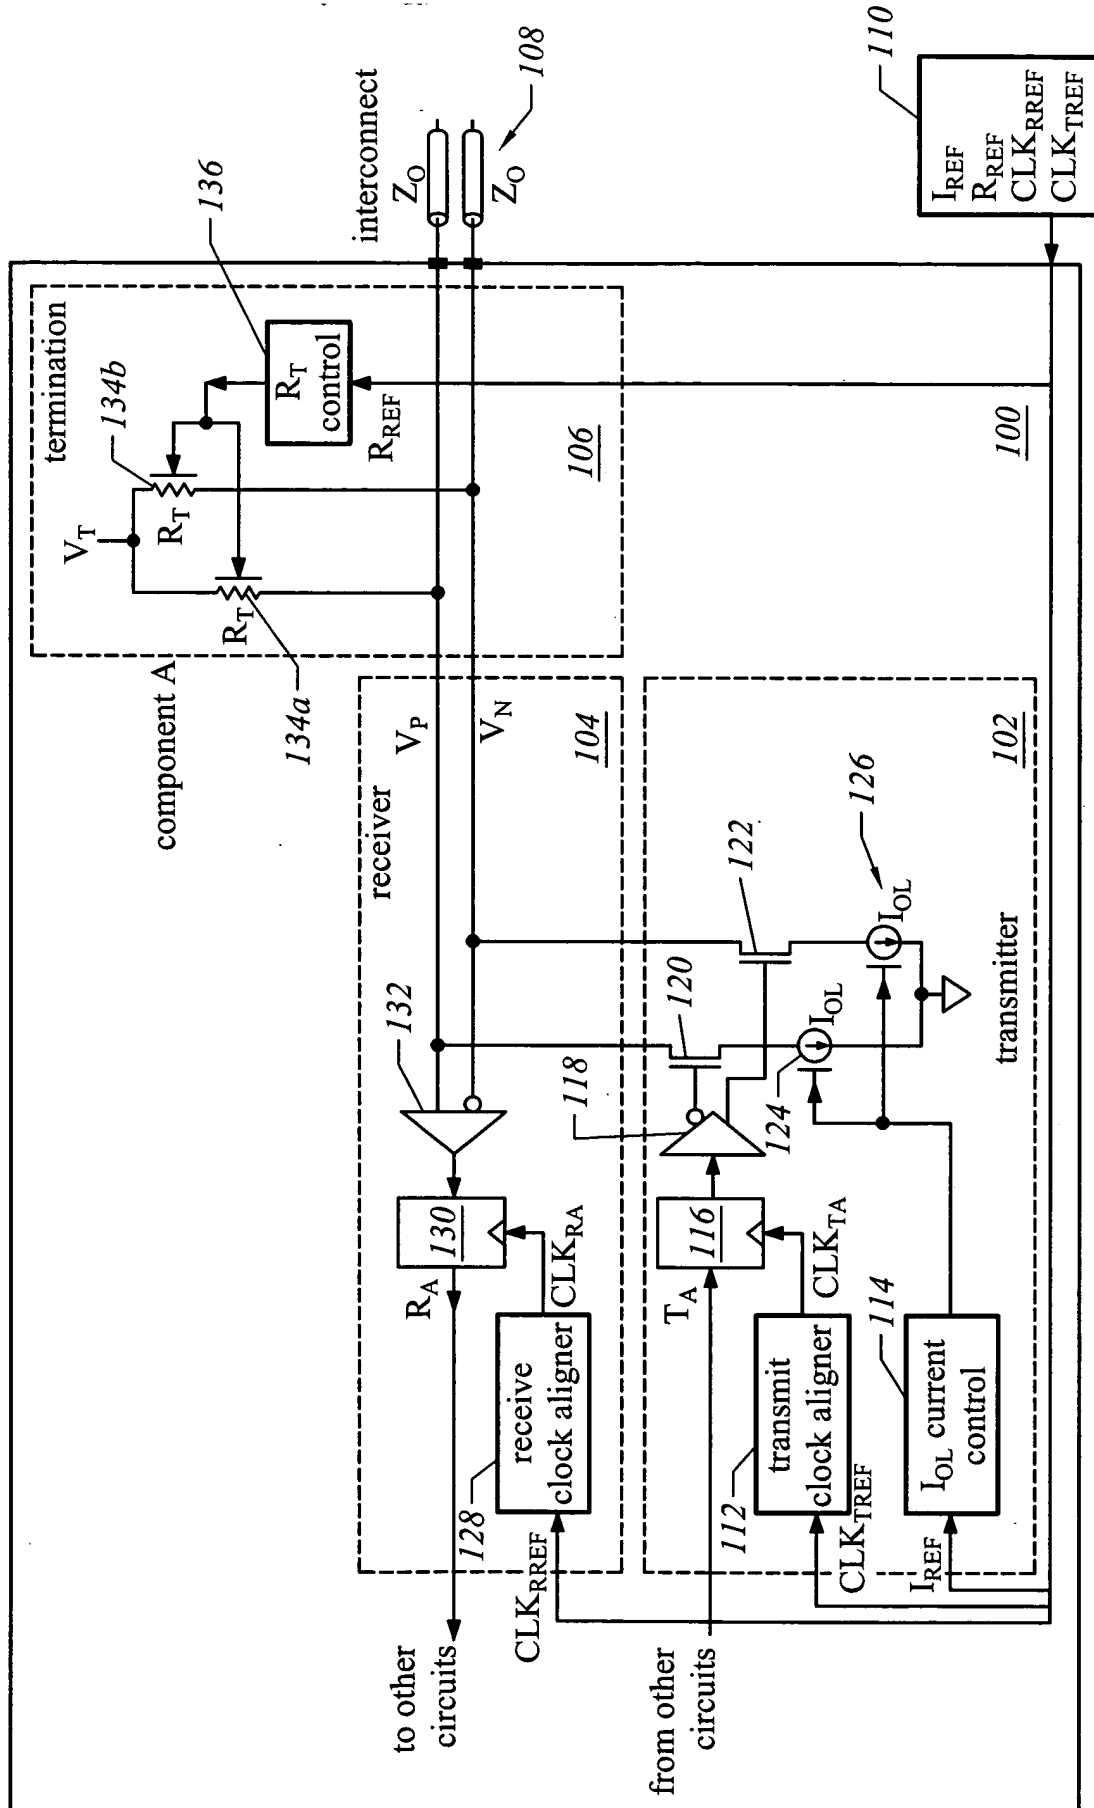 component A
termination
V_T
134b
136
R_T
R_T
134a
R_T
control
R_REF
106
interconnect
Z_O
Z_O
108
receiver
V_P
V_N
104
132
130
R_A
CLK_RA
receive
clock aligner
128
CLK_RREF
to other
circuits
from other
circuits
T_A
116
118
120
122
CLK_TA
transmit
clock aligner
112
CLK_TREF
114
I_OL current
control
I_REF
124
I_OL
I_OL
126
transmitter
102
100
110
I_REF
R_REF
CLK_RREF
CLK_TREF